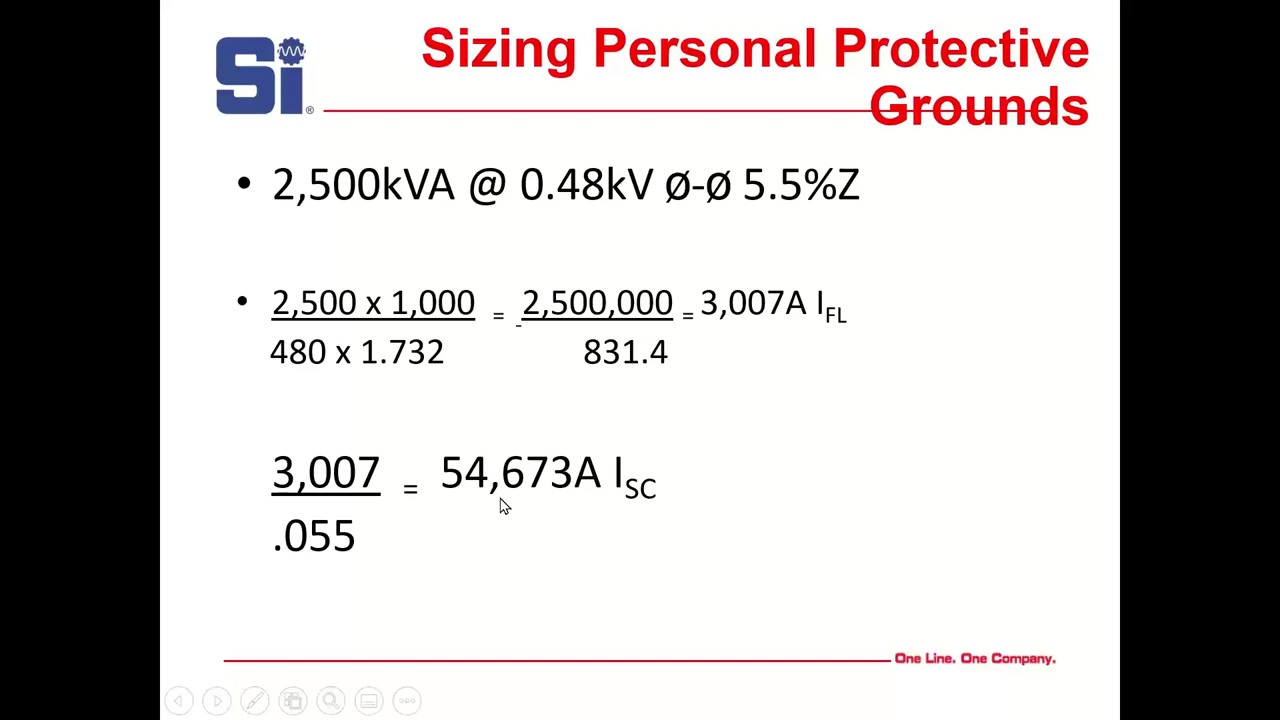 Si®
Sizing Personal Protective
Grounds
• 2,500kVA @ 0.48kV ø-ø 5.5%Z
• 2,500 x 1,000 = 2,500,000 = 3,007A IFL
480 x 1.732 831.4
3,007 = 54,673A ISC
.055
One Line. One Company.